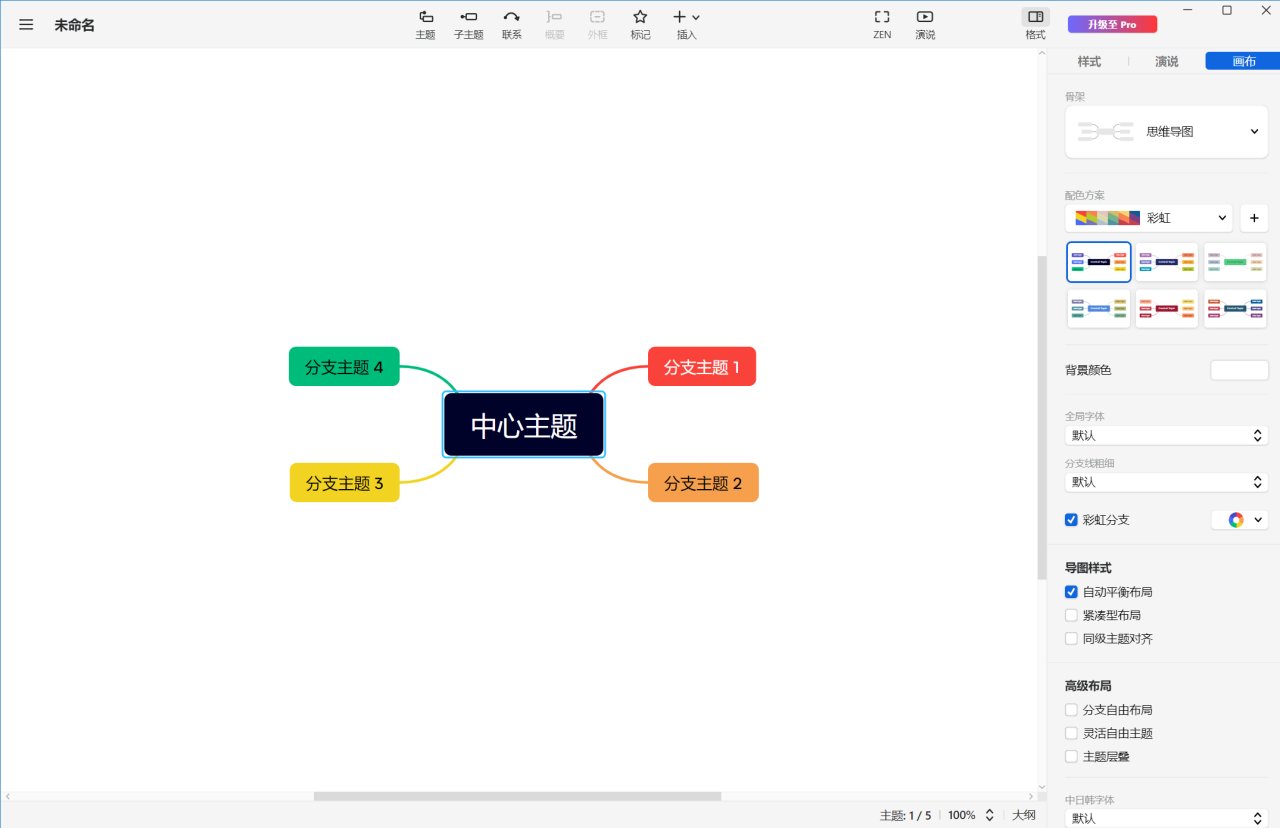 未命名
主题 子主题 联系 概要 外框 标记 插入 ZEN 演说 格式
升级至 Pro
样式 演说 画布
骨架
思维导图
配色方案
彩虹
背景颜色
全局字体
默认
分支线粗细
默认
彩虹分支
导图样式
自动平衡布局
紧凑型布局
同级主题对齐
高级布局
分支自由布局
灵活自由主题
主题层叠
中日韩字体
默认
分支主题 4
分支主题 1
中心主题
分支主题 3
分支主题 2
主题: 1 / 5 100% 大纲